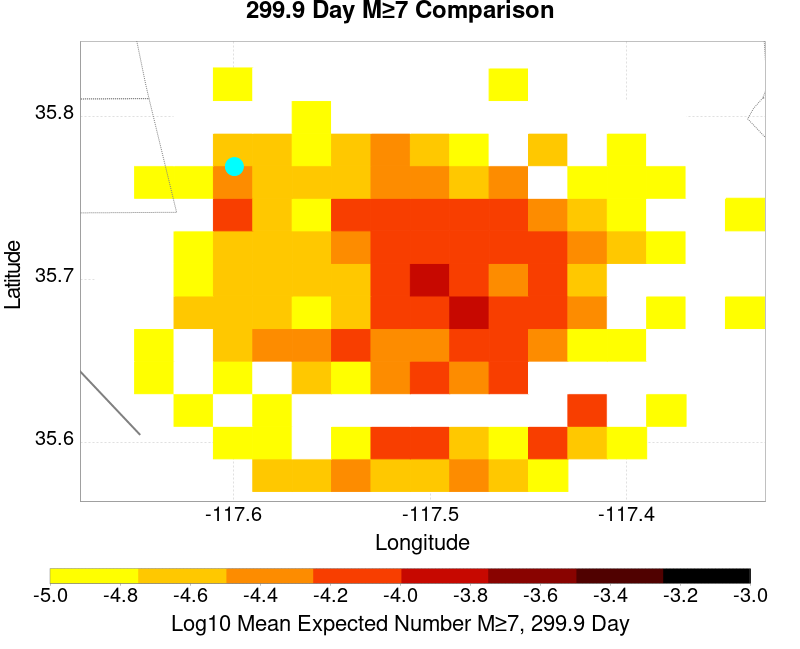 299.9 Day M≥7 Comparison
35.8
35.7
35.6
Latitude
-117.6 -117.5 -117.4
Longitude
-5.0 -4.8 -4.6 -4.4 -4.2 -4.0 -3.8 -3.6 -3.4 -3.2 -3.0
Log10 Mean Expected Number M≥7, 299.9 Day